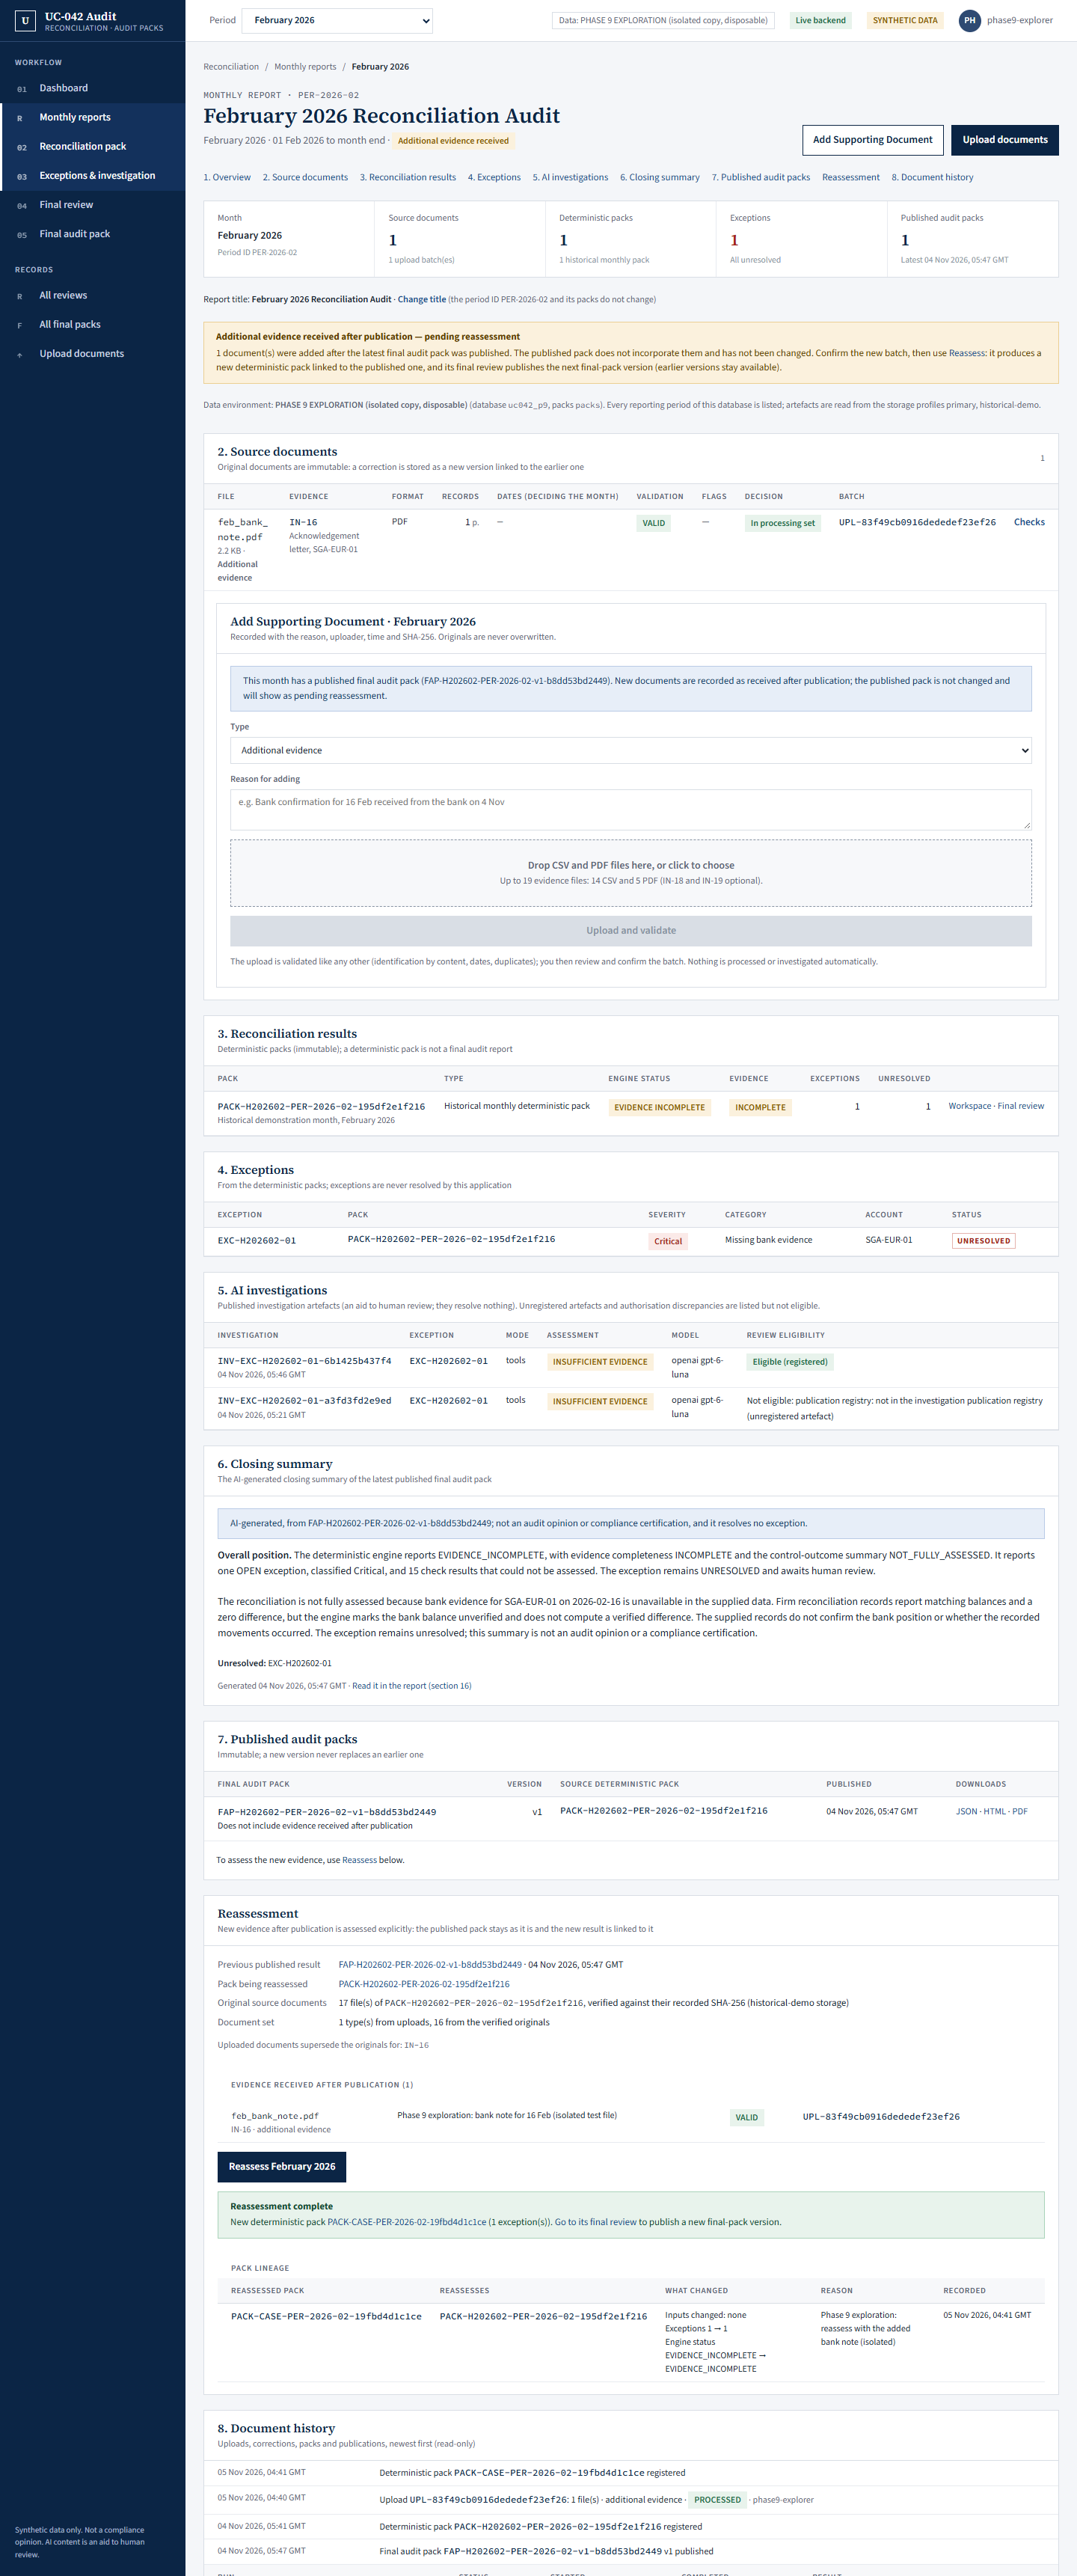 U
UC-042 Audit
RECONCILIATION · AUDIT PACKS
WORKFLOW
01 Dashboard
R Monthly reports
02 Reconciliation pack
03 Exceptions & investigation
04 Final review
05 Final audit pack
RECORDS
R All reviews
F All final packs
↑ Upload documents
Synthetic data only. Not a compliance
opinion. AI content is an aid to human
review.
Period February 2026 Data: PHASE 9 EXPLORATION (isolated copy, disposable) Live backend SYNTHETIC DATA PH phase9-explorer
Reconciliation / Monthly reports / February 2026
MONTHLY REPORT · PER-2026-02
February 2026 Reconciliation Audit
February 2026 · 01 Feb 2026 to month end · Additional evidence received
Add Supporting Document Upload documents
1. Overview 2. Source documents 3. Reconciliation results 4. Exceptions 5. AI investigations 6. Closing summary 7. Published audit packs Reassessment 8. Document history
Month Source documents Deterministic packs Exceptions Published audit packs
February 2026 1 1 1 1
Period ID PER-2026-02 1 upload batch(es) 1 historical monthly pack All unresolved Latest 04 Nov 2026, 05:47 GMT
Report title: February 2026 Reconciliation Audit · Change title (the period ID PER-2026-02 and its packs do not change)
Additional evidence received after publication — pending reassessment
1 document(s) were added after the latest final audit pack was published. The published pack does not incorporate them and has not been changed. Confirm the new batch, then use Reassess: it produces a
new deterministic pack linked to the published one, and its final review publishes the next final-pack version (earlier versions stay available).
Data environment: PHASE 9 EXPLORATION (isolated copy, disposable) (database uc042_p9, packs packs). Every reporting period of this database is listed; artefacts are read from the storage profiles primary, historical-demo.
2. Source documents
Original documents are immutable: a correction is stored as a new version linked to the earlier one
1
FILE EVIDENCE FORMAT RECORDS DATES (DECIDING THE MONTH) VALIDATION FLAGS DECISION BATCH
feb_bank_ IN-16 PDF 1 p. — VALID — In processing set UPL-83f49cb0916dededef23ef26 Checks
note.pdf Acknowledgement
2.2 KB · letter, SGA-EUR-01
Additional
evidence
Add Supporting Document · February 2026
Recorded with the reason, uploader, time and SHA-256. Originals are never overwritten.
This month has a published final audit pack (FAP-H202602-PER-2026-02-v1-b8dd53bd2449). New documents are recorded as received after publication; the published pack is not changed and
will show as pending reassessment.
Type
Additional evidence
Reason for adding
e.g. Bank confirmation for 16 Feb received from the bank on 4 Nov
Drop CSV and PDF files here, or click to choose
Up to 19 evidence files: 14 CSV and 5 PDF (IN-18 and IN-19 optional).
Upload and validate
The upload is validated like any other (identification by content, dates, duplicates); you then review and confirm the batch. Nothing is processed or investigated automatically.
3. Reconciliation results
Deterministic packs (immutable); a deterministic pack is not a final audit report
PACK TYPE ENGINE STATUS EVIDENCE EXCEPTIONS UNRESOLVED
PACK-H202602-PER-2026-02-195df2e1f216 Historical monthly deterministic pack EVIDENCE INCOMPLETE INCOMPLETE 1 1 Workspace · Final review
Historical demonstration month, February 2026
4. Exceptions
From the deterministic packs; exceptions are never resolved by this application
EXCEPTION PACK SEVERITY CATEGORY ACCOUNT STATUS
EXC-H202602-01 PACK-H202602-PER-2026-02-195df2e1f216 Critical Missing bank evidence SGA-EUR-01 UNRESOLVED
5. AI investigations
Published investigation artefacts (an aid to human review; they resolve nothing). Unregistered artefacts and authorisation discrepancies are listed but not eligible.
INVESTIGATION EXCEPTION MODE ASSESSMENT MODEL REVIEW ELIGIBILITY
INV-EXC-H202602-01-6b1425b437f4 EXC-H202602-01 tools INSUFFICIENT EVIDENCE openai gpt-6- Eligible (registered)
04 Nov 2026, 05:46 GMT luna
INV-EXC-H202602-01-a3fd3fd2e9ed EXC-H202602-01 tools INSUFFICIENT EVIDENCE openai gpt-6- Not eligible: publication registry: not in the investigation publication registry
04 Nov 2026, 05:21 GMT luna (unregistered artefact)
6. Closing summary
The AI-generated closing summary of the latest published final audit pack
AI-generated, from FAP-H202602-PER-2026-02-v1-b8dd53bd2449; not an audit opinion or compliance certification, and it resolves no exception.
Overall position. The deterministic engine reports EVIDENCE_INCOMPLETE, with evidence completeness INCOMPLETE and the control-outcome summary NOT_FULLY_ASSESSED. It reports
one OPEN exception, classified Critical, and 15 check results that could not be assessed. The exception remains UNRESOLVED and awaits human review.
The reconciliation is not fully assessed because bank evidence for SGA-EUR-01 on 2026-02-16 is unavailable in the supplied data. Firm reconciliation records report matching balances and a
zero difference, but the engine marks the bank balance unverified and does not compute a verified difference. The supplied records do not confirm the bank position or whether the recorded
movements occurred. The exception remains unresolved; this summary is not an audit opinion or a compliance certification.
Unresolved: EXC-H202602-01
Generated 04 Nov 2026, 05:47 GMT · Read it in the report (section 16)
7. Published audit packs
Immutable; a new version never replaces an earlier one
FINAL AUDIT PACK VERSION SOURCE DETERMINISTIC PACK PUBLISHED DOWNLOADS
FAP-H202602-PER-2026-02-v1-b8dd53bd2449 v1 PACK-H202602-PER-2026-02-195df2e1f216 04 Nov 2026, 05:47 GMT JSON · HTML · PDF
Does not include evidence received after publication
To assess the new evidence, use Reassess below.
Reassessment
New evidence after publication is assessed explicitly: the published pack stays as it is and the new result is linked to it
Previous published result FAP-H202602-PER-2026-02-v1-b8dd53bd2449 · 04 Nov 2026, 05:47 GMT
Pack being reassessed PACK-H202602-PER-2026-02-195df2e1f216
Original source documents 17 file(s) of PACK-H202602-PER-2026-02-195df2e1f216, verified against their recorded SHA-256 (historical-demo storage)
Document set 1 type(s) from uploads, 16 from the verified originals
Uploaded documents supersede the originals for: IN-16
EVIDENCE RECEIVED AFTER PUBLICATION (1)
feb_bank_note.pdf Phase 9 exploration: bank note for 16 Feb (isolated test file) VALID UPL-83f49cb0916dededef23ef26
IN-16 · additional evidence
Reassess February 2026
Reassessment complete
New deterministic pack PACK-CASE-PER-2026-02-19fbd4d1c1ce (1 exception(s)). Go to its final review to publish a new final-pack version.
PACK LINEAGE
REASSESSED PACK REASSESSES WHAT CHANGED REASON RECORDED
PACK-CASE-PER-2026-02-19fbd4d1c1ce PACK-H202602-PER-2026-02-195df2e1f216 Inputs changed: none Phase 9 exploration: 05 Nov 2026, 04:41 GMT
Exceptions 1 → 1 reassess with the added
Engine status bank note (isolated)
EVIDENCE_INCOMPLETE →
EVIDENCE_INCOMPLETE
8. Document history
Uploads, corrections, packs and publications, newest first (read-only)
05 Nov 2026, 04:41 GMT Deterministic pack PACK-CASE-PER-2026-02-19fbd4d1c1ce registered
05 Nov 2026, 04:40 GMT Upload UPL-83f49cb0916dededef23ef26: 1 file(s) · additional evidence · PROCESSED · phase9-explorer
04 Nov 2026, 05:41 GMT Deterministic pack PACK-H202602-PER-2026-02-195df2e1f216 registered
04 Nov 2026, 05:47 GMT Final audit pack FAP-H202602-PER-2026-02-v1-b8dd53bd2449 v1 published